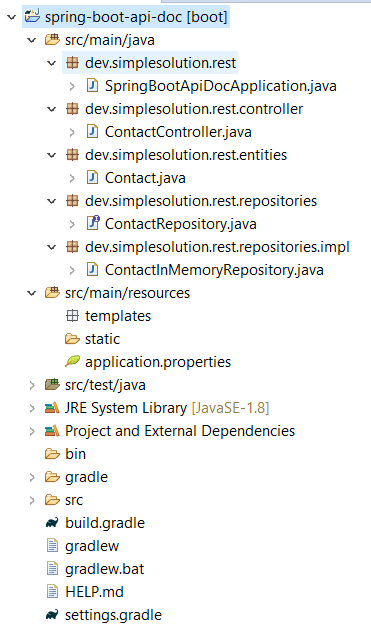 spring-boot-api-doc [boot]
src/main/java
dev.simplesolution.rest
SpringBootApiDocApplication.java
dev.simplesolution.rest.controller
ContactController.java
dev.simplesolution.rest.entities
Contact.java
dev.simplesolution.rest.repositories
ContactRepository.java
dev.simplesolution.rest.repositories.impl
ContactInMemoryRepository.java
src/main/resources
templates
static
application.properties
src/test/java
JRE System Library [JavaSE-1.8]
Project and External Dependencies
bin
gradle
src
build.gradle
gradlew
gradlew.bat
HELP.md
settings.gradle